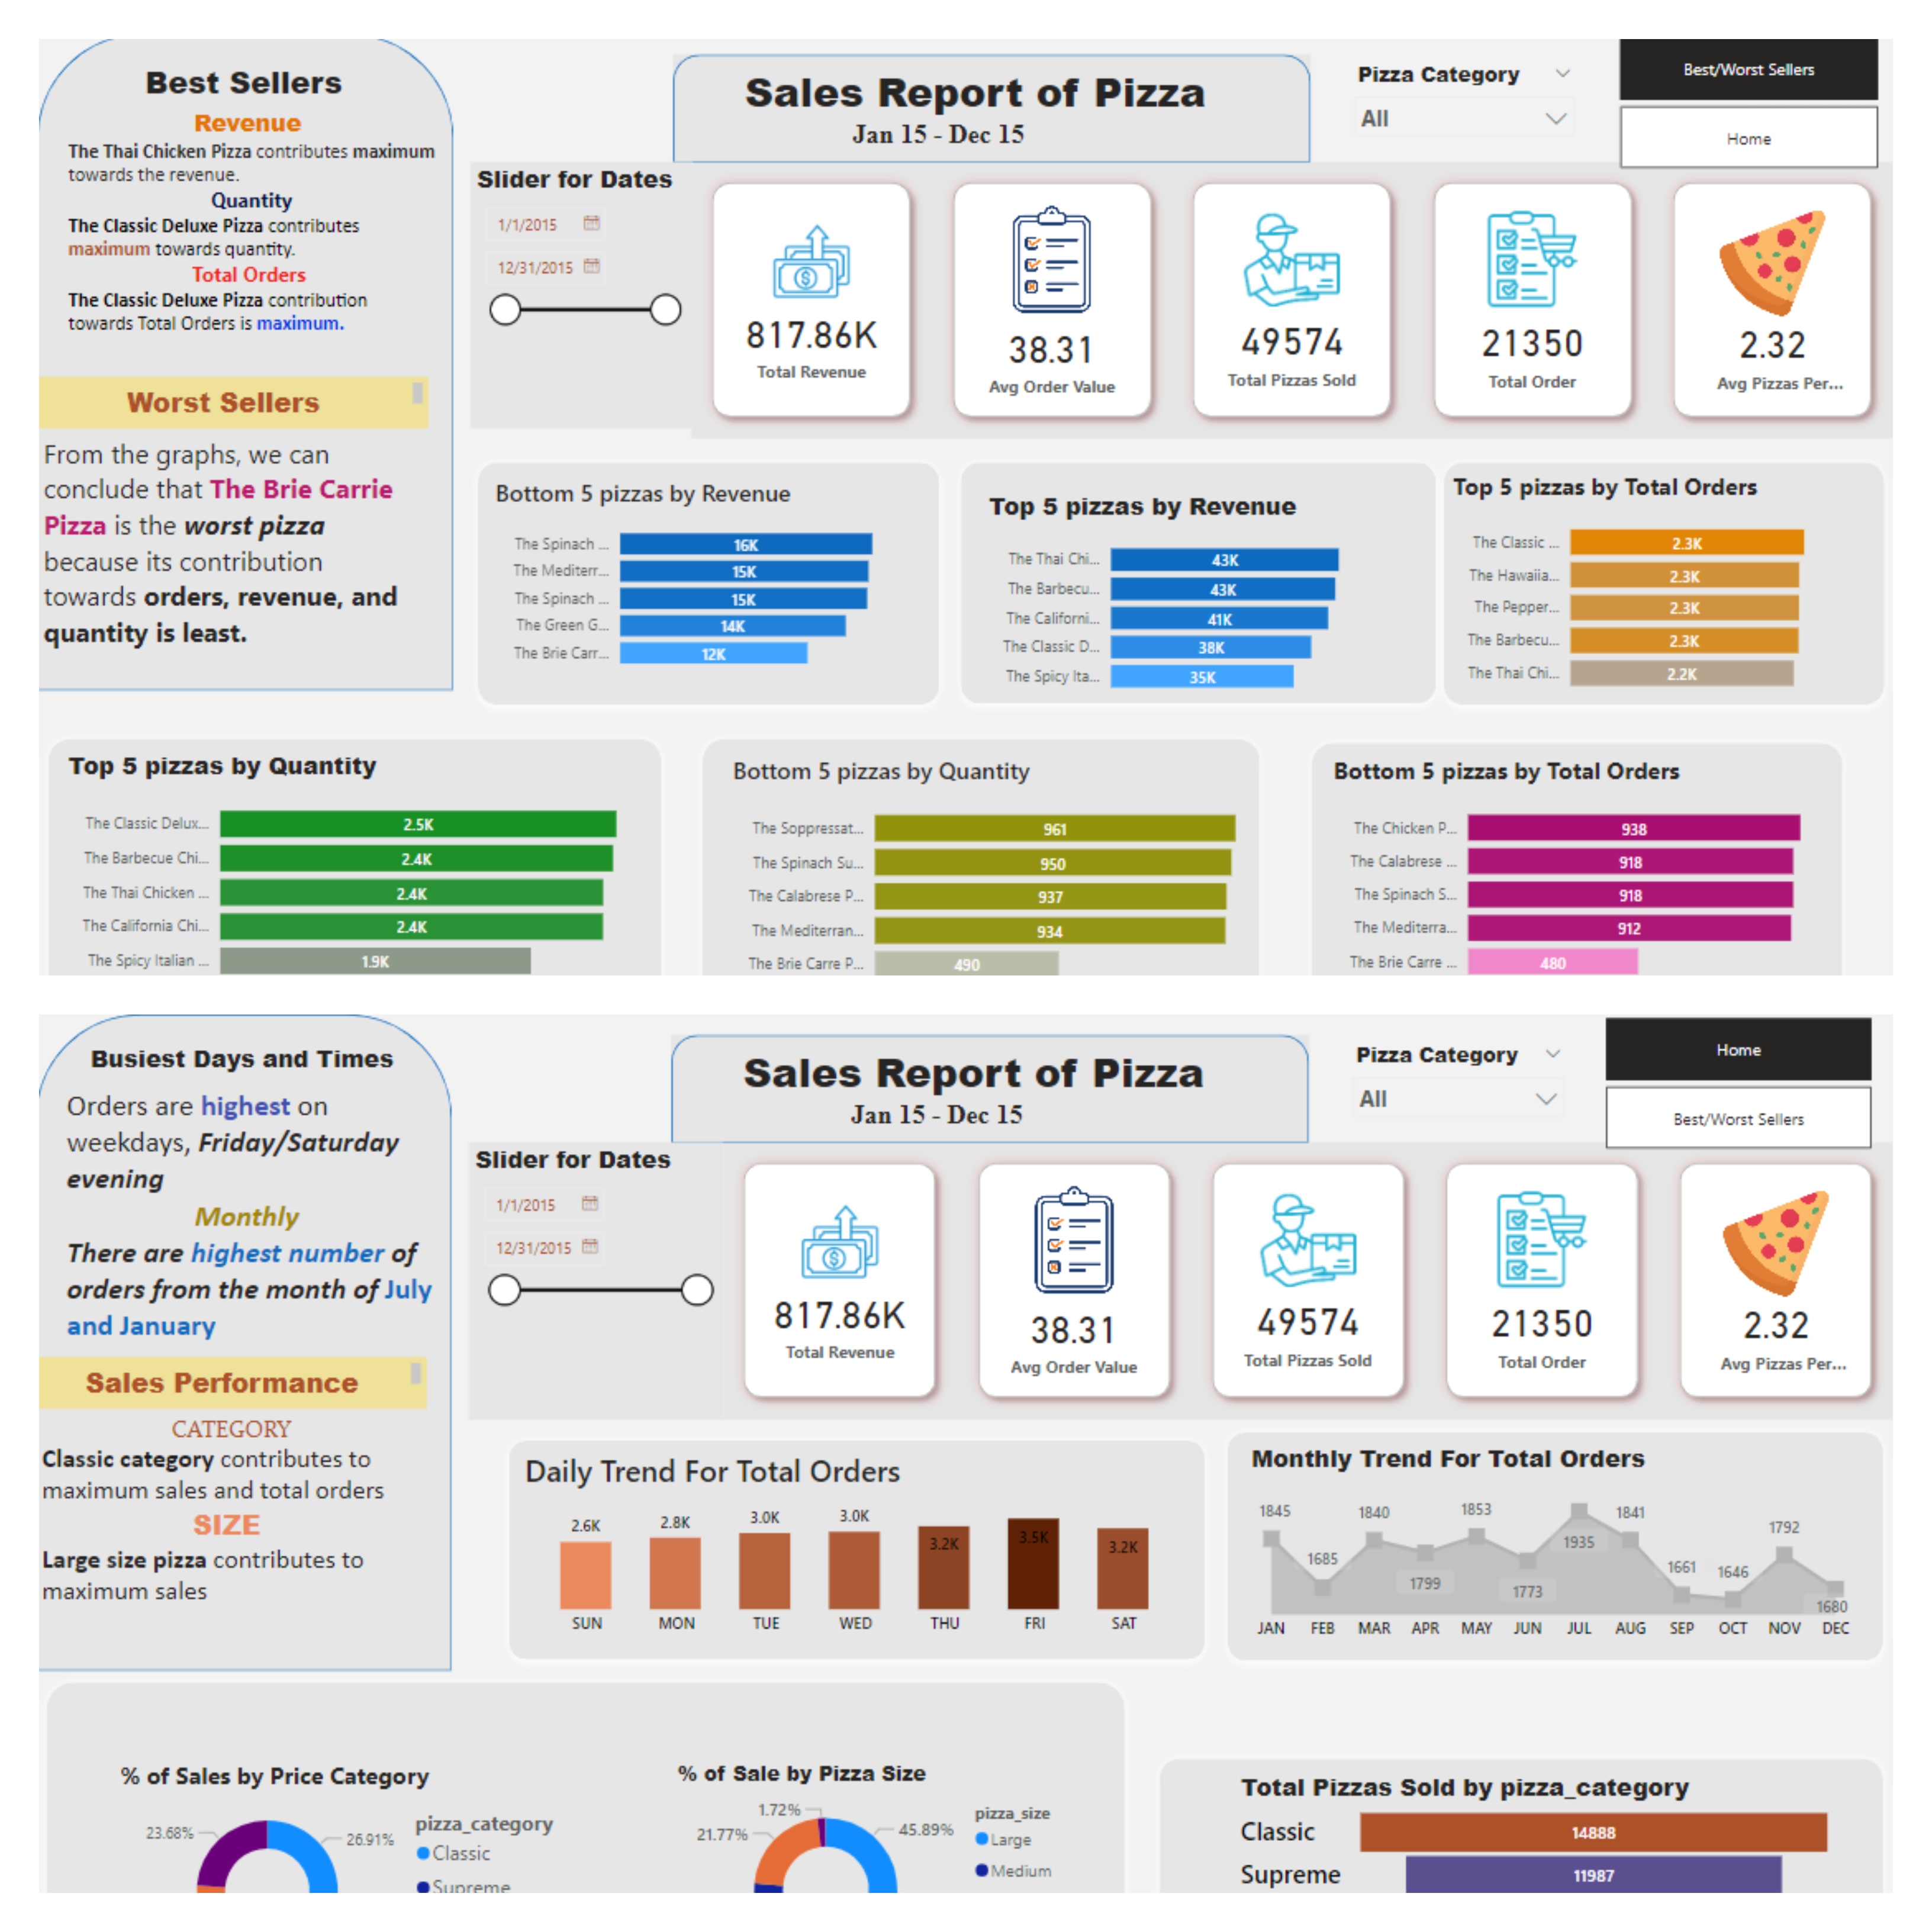 Best Sellers
Revenue
The Thai Chicken Pizza contributes maximum
towards the revenue.
Quantity
The Classic Deluxe Pizza contributes
maximum towards quantity.
Total Orders
The Classic Deluxe Pizza contribution
towards Total Orders is maximum.
Worst Sellers
From the graphs, we can
conclude that The Brie Carrie
Pizza is the worst pizza
because its contribution
towards orders, revenue, and
quantity is least.
Sales Report of Pizza
Jan 15 - Dec 15
Pizza Category
All
Best/Worst Sellers
Home
Slider for Dates
1/1/2015
12/31/2015
817.86K
Total Revenue
38.31
Avg Order Value
49574
Total Pizzas Sold
21350
Total Order
2.32
Avg Pizzas Per...
Bottom 5 pizzas by Revenue
The Spinach ... 16K
The Mediterr... 15K
The Spinach ... 15K
The Green G... 14K
The Brie Carr... 12K
Top 5 pizzas by Revenue
The Thai Chi... 43K
The Barbecu... 43K
The Californi... 41K
The Classic D... 38K
The Spicy Ita... 35K
Top 5 pizzas by Total Orders
The Classic ... 2.3K
The Hawaiia... 2.3K
The Pepper... 2.3K
The Barbecu... 2.3K
The Thai Chi... 2.2K
Top 5 pizzas by Quantity
The Classic Delux... 2.5K
The Barbecue Chi... 2.4K
The Thai Chicken ... 2.4K
The California Chi... 2.4K
The Spicy Italian ... 1.9K
Bottom 5 pizzas by Quantity
The Soppressat... 961
The Spinach Su... 950
The Calabrese P... 937
The Mediterran... 934
The Brie Carre P... 490
Bottom 5 pizzas by Total Orders
The Chicken P... 938
The Calabrese ... 918
The Spinach S... 918
The Mediterra... 912
The Brie Carre ... 480
Busiest Days and Times
Orders are highest on
weekdays, Friday/Saturday
evening
Monthly
There are highest number of
orders from the month of July
and January
Sales Performance
CATEGORY
Classic category contributes to
maximum sales and total orders
SIZE
Large size pizza contributes to
maximum sales
Sales Report of Pizza
Jan 15 - Dec 15
Pizza Category
All
Home
Best/Worst Sellers
Slider for Dates
1/1/2015
12/31/2015
817.86K
Total Revenue
38.31
Avg Order Value
49574
Total Pizzas Sold
21350
Total Order
2.32
Avg Pizzas Per...
Daily Trend For Total Orders
2.6K 2.8K 3.0K 3.0K 3.2K 3.5K 3.2K
SUN MON TUE WED THU FRI SAT
Monthly Trend For Total Orders
1845 1685 1840 1799 1853 1773 1935 1841 1661 1646 1792 1680
JAN FEB MAR APR MAY JUN JUL AUG SEP OCT NOV DEC
% of Sales by Price Category
23.68% 26.91%
pizza_category
Classic
Supreme
% of Sale by Pizza Size
1.72%
21.77% 45.89%
pizza_size
Large
Medium
Total Pizzas Sold by pizza_category
Classic 14888
Supreme 11987